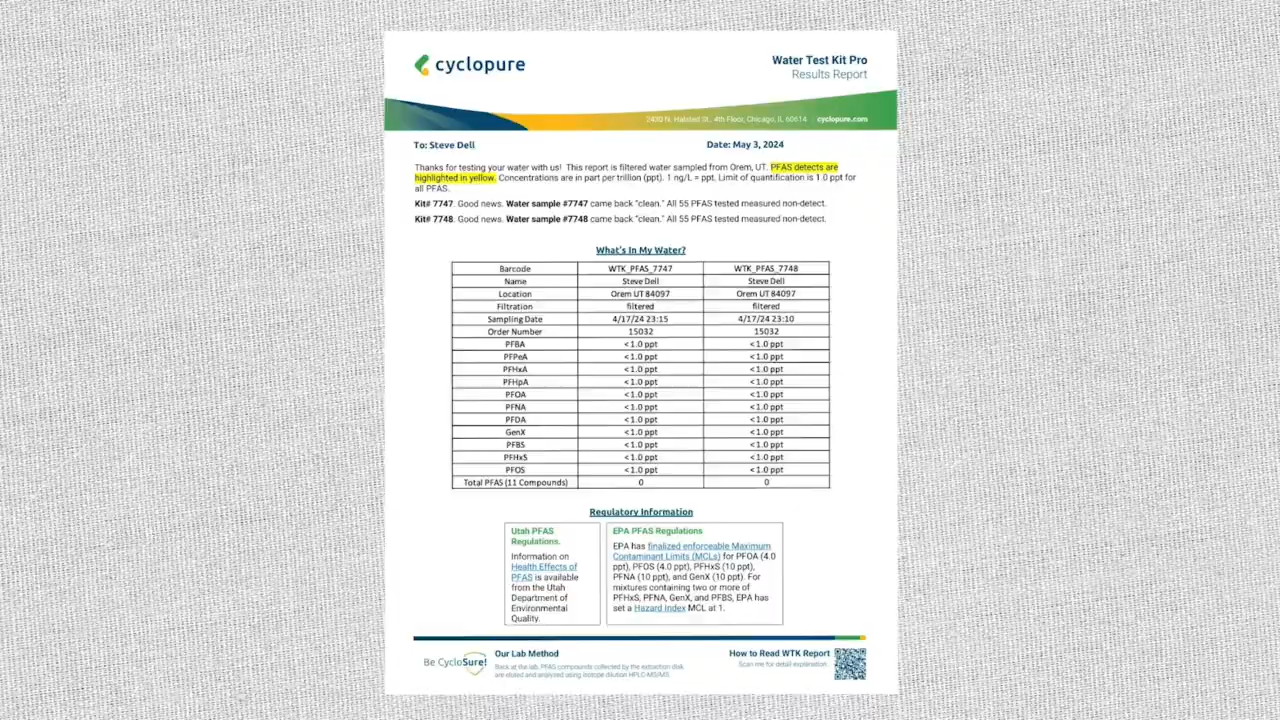 cyclopure
Water Test Kit Pro
Results Report
2430 N. Halsted St., 4th Floor, Chicago, IL 60614 cyclopure.com
To: Steve Dell
Date: May 3, 2024
Thanks for testing your water with us! This report is filtered water sampled from Orem, UT. PFAS detects are
highlighted in yellow. Concentrations are in part per trillion (ppt). 1 ng/L = ppt. Limit of quantification is 1.0 ppt for
all PFAS.
Kit# 7747. Good news. Water sample #7747 came back "clean." All 55 PFAS tested measured non-detect.
Kit# 7748. Good news. Water sample #7748 came back "clean." All 55 PFAS tested measured non-detect.
What's In My Water?
Barcode WTK_PFAS_7747 WTK_PFAS_7748
Name Steve Dell Steve Dell
Location Orem UT 84097 Orem UT 84097
Filtration filtered filtered
Sampling Date 4/17/24 23:15 4/17/24 23:10
Order Number 15032 15032
PFBA <1.0 ppt <1.0 ppt
PFPeA <1.0 ppt <1.0 ppt
PFHxA <1.0 ppt <1.0 ppt
PFHpA <1.0 ppt <1.0 ppt
PFOA <1.0 ppt <1.0 ppt
PFNA <1.0 ppt <1.0 ppt
PFDA <1.0 ppt <1.0 ppt
GenX <1.0 ppt <1.0 ppt
PFBS <1.0 ppt <1.0 ppt
PFHxS <1.0 ppt <1.0 ppt
PFOS <1.0 ppt <1.0 ppt
Total PFAS (11 Compounds) 0 0
Regulatory Information
Utah PFAS
Regulations.
Information on
Health Effects of
PFAS is available
from the Utah
Department of
Environmental
Quality.
EPA PFAS Regulations
EPA has finalized enforceable Maximum
Contaminant Limits (MCLs) for PFOA (4.0
ppt), PFOS (4.0 ppt), PFHxS (10 ppt),
PFNA (10 ppt), and GenX (10 ppt). For
mixtures containing two or more of
PFHxS, PFNA, GenX, and PFBS, EPA has
set a Hazard Index MCL at 1.
Be CycloSure!
Our Lab Method
Back at the lab, PFAS compounds collected by the extraction disk
are eluted and analyzed using isotope dilution HPLC-MS/MS
How to Read WTK Report
Scan me for detail explanation.